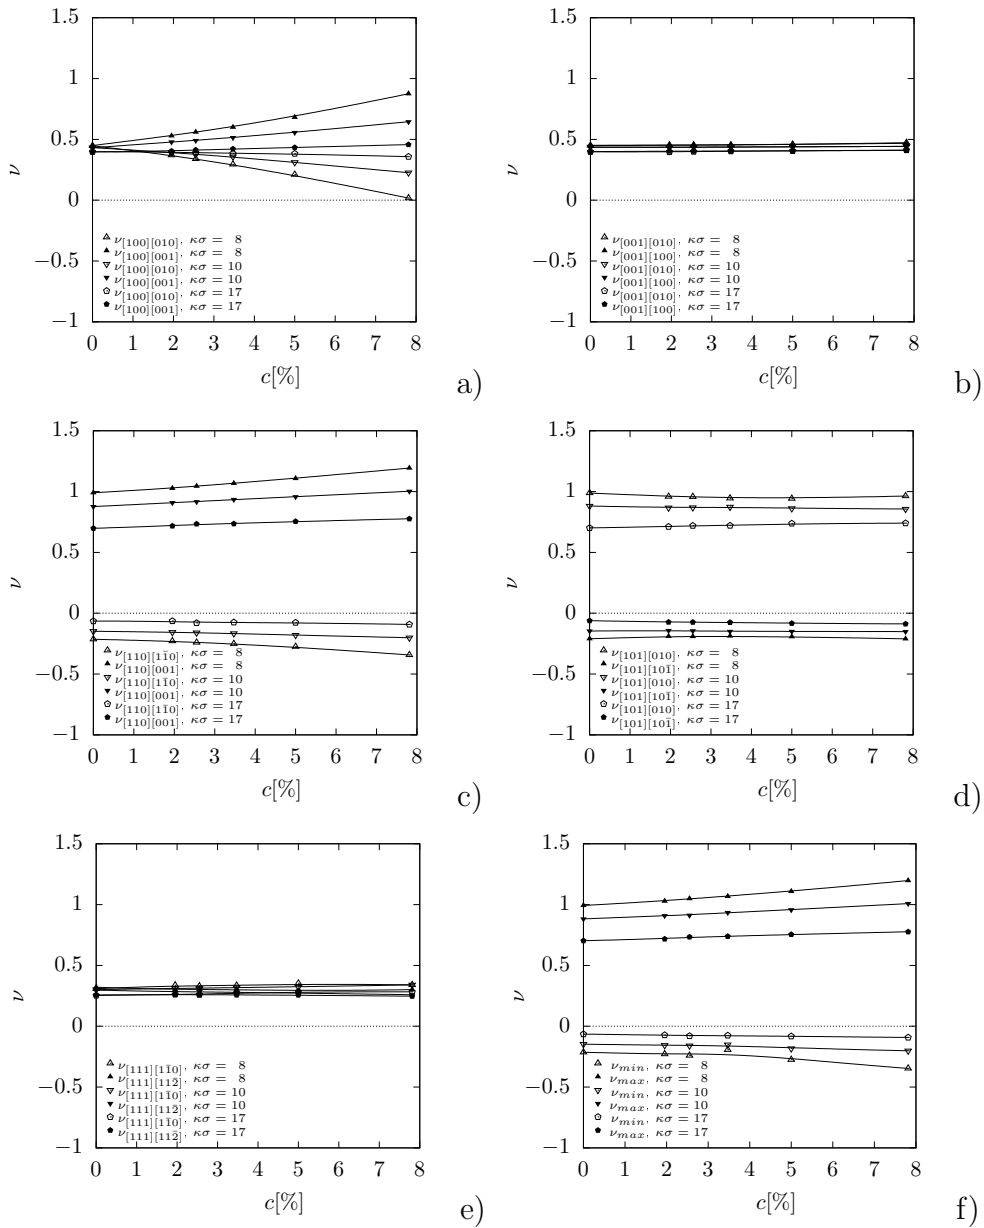 1.5
1
0.5
0
−0.5
−1
ν
ν[100][010], κσ = 8
ν[100][001], κσ = 8
ν[100][010], κσ = 10
ν[100][001], κσ = 10
ν[100][010], κσ = 17
ν[100][001], κσ = 17
0 1 2 3 4 5 6 7 8
c[%]
a)
1.5
1
0.5
0
−0.5
−1
ν
ν[001][010], κσ = 8
ν[001][100], κσ = 8
ν[001][010], κσ = 10
ν[001][100], κσ = 10
ν[001][010], κσ = 17
ν[001][100], κσ = 17
0 1 2 3 4 5 6 7 8
c[%]
b)
1.5
1
0.5
0
−0.5
−1
ν
ν[110][11̄0], κσ = 8
ν[110][001], κσ = 8
ν[110][11̄0], κσ = 10
ν[110][001], κσ = 10
ν[110][11̄0], κσ = 17
ν[110][001], κσ = 17
0 1 2 3 4 5 6 7 8
c[%]
c)
1.5
1
0.5
0
−0.5
−1
ν
ν[101][010], κσ = 8
ν[101][101̄], κσ = 8
ν[101][010], κσ = 10
ν[101][101̄], κσ = 10
ν[101][010], κσ = 17
ν[101][101̄], κσ = 17
0 1 2 3 4 5 6 7 8
c[%]
d)
1.5
1
0.5
0
−0.5
−1
ν
ν[111][11̄0], κσ = 8
ν[111][112̄], κσ = 8
ν[111][11̄0], κσ = 10
ν[111][112̄], κσ = 10
ν[111][11̄0], κσ = 17
ν[111][112̄], κσ = 17
0 1 2 3 4 5 6 7 8
c[%]
e)
1.5
1
0.5
0
−0.5
−1
ν
νmin, κσ = 8
νmax, κσ = 8
νmin, κσ = 10
νmax, κσ = 10
νmin, κσ = 17
νmax, κσ = 17
0 1 2 3 4 5 6 7 8
c[%]
f)